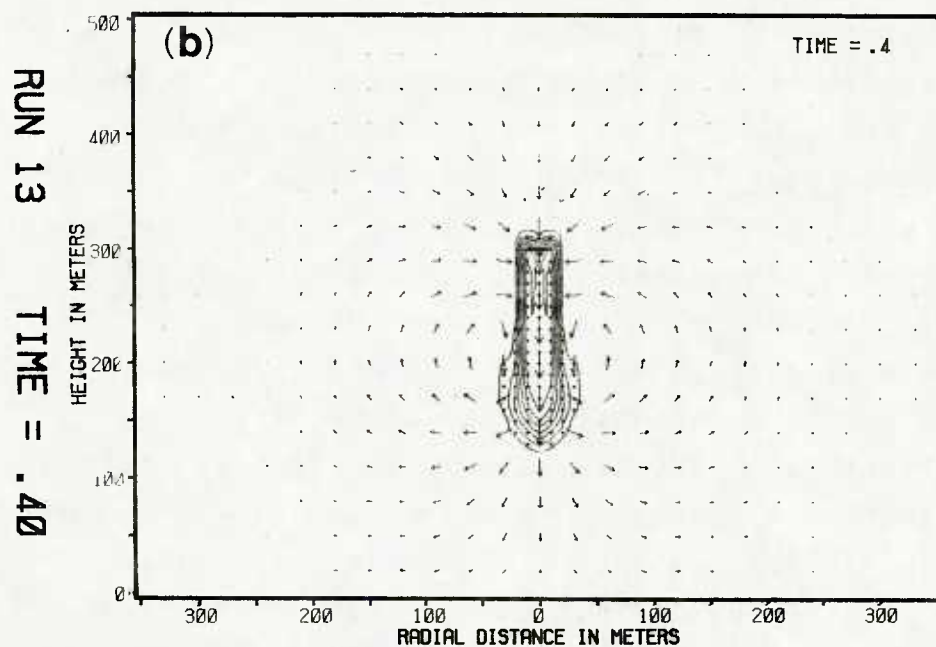 (b)
TIME = .4
RUN 13 TIME = .40
HEIGHT IN METERS
500
400
300
200
100
0
300 200 100 0 100 200 300
RADIAL DISTANCE IN METERS